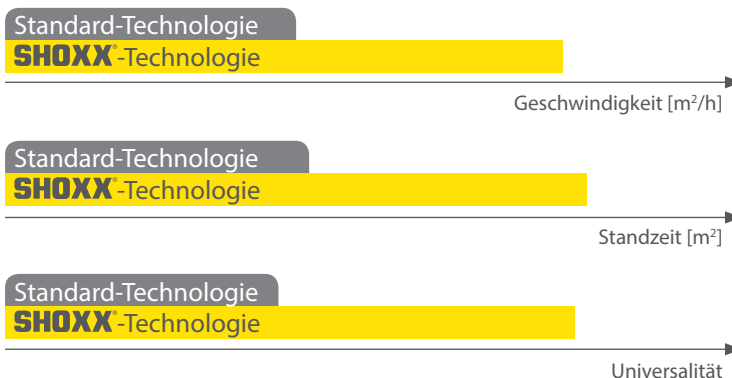 Standard-Technologie
SHOXX®-Technologie
Geschwindigkeit [m²/h]
Standard-Technologie
SHOXX®-Technologie
Standzeit [m²]
Standard-Technologie
SHOXX®-Technologie
Universalität